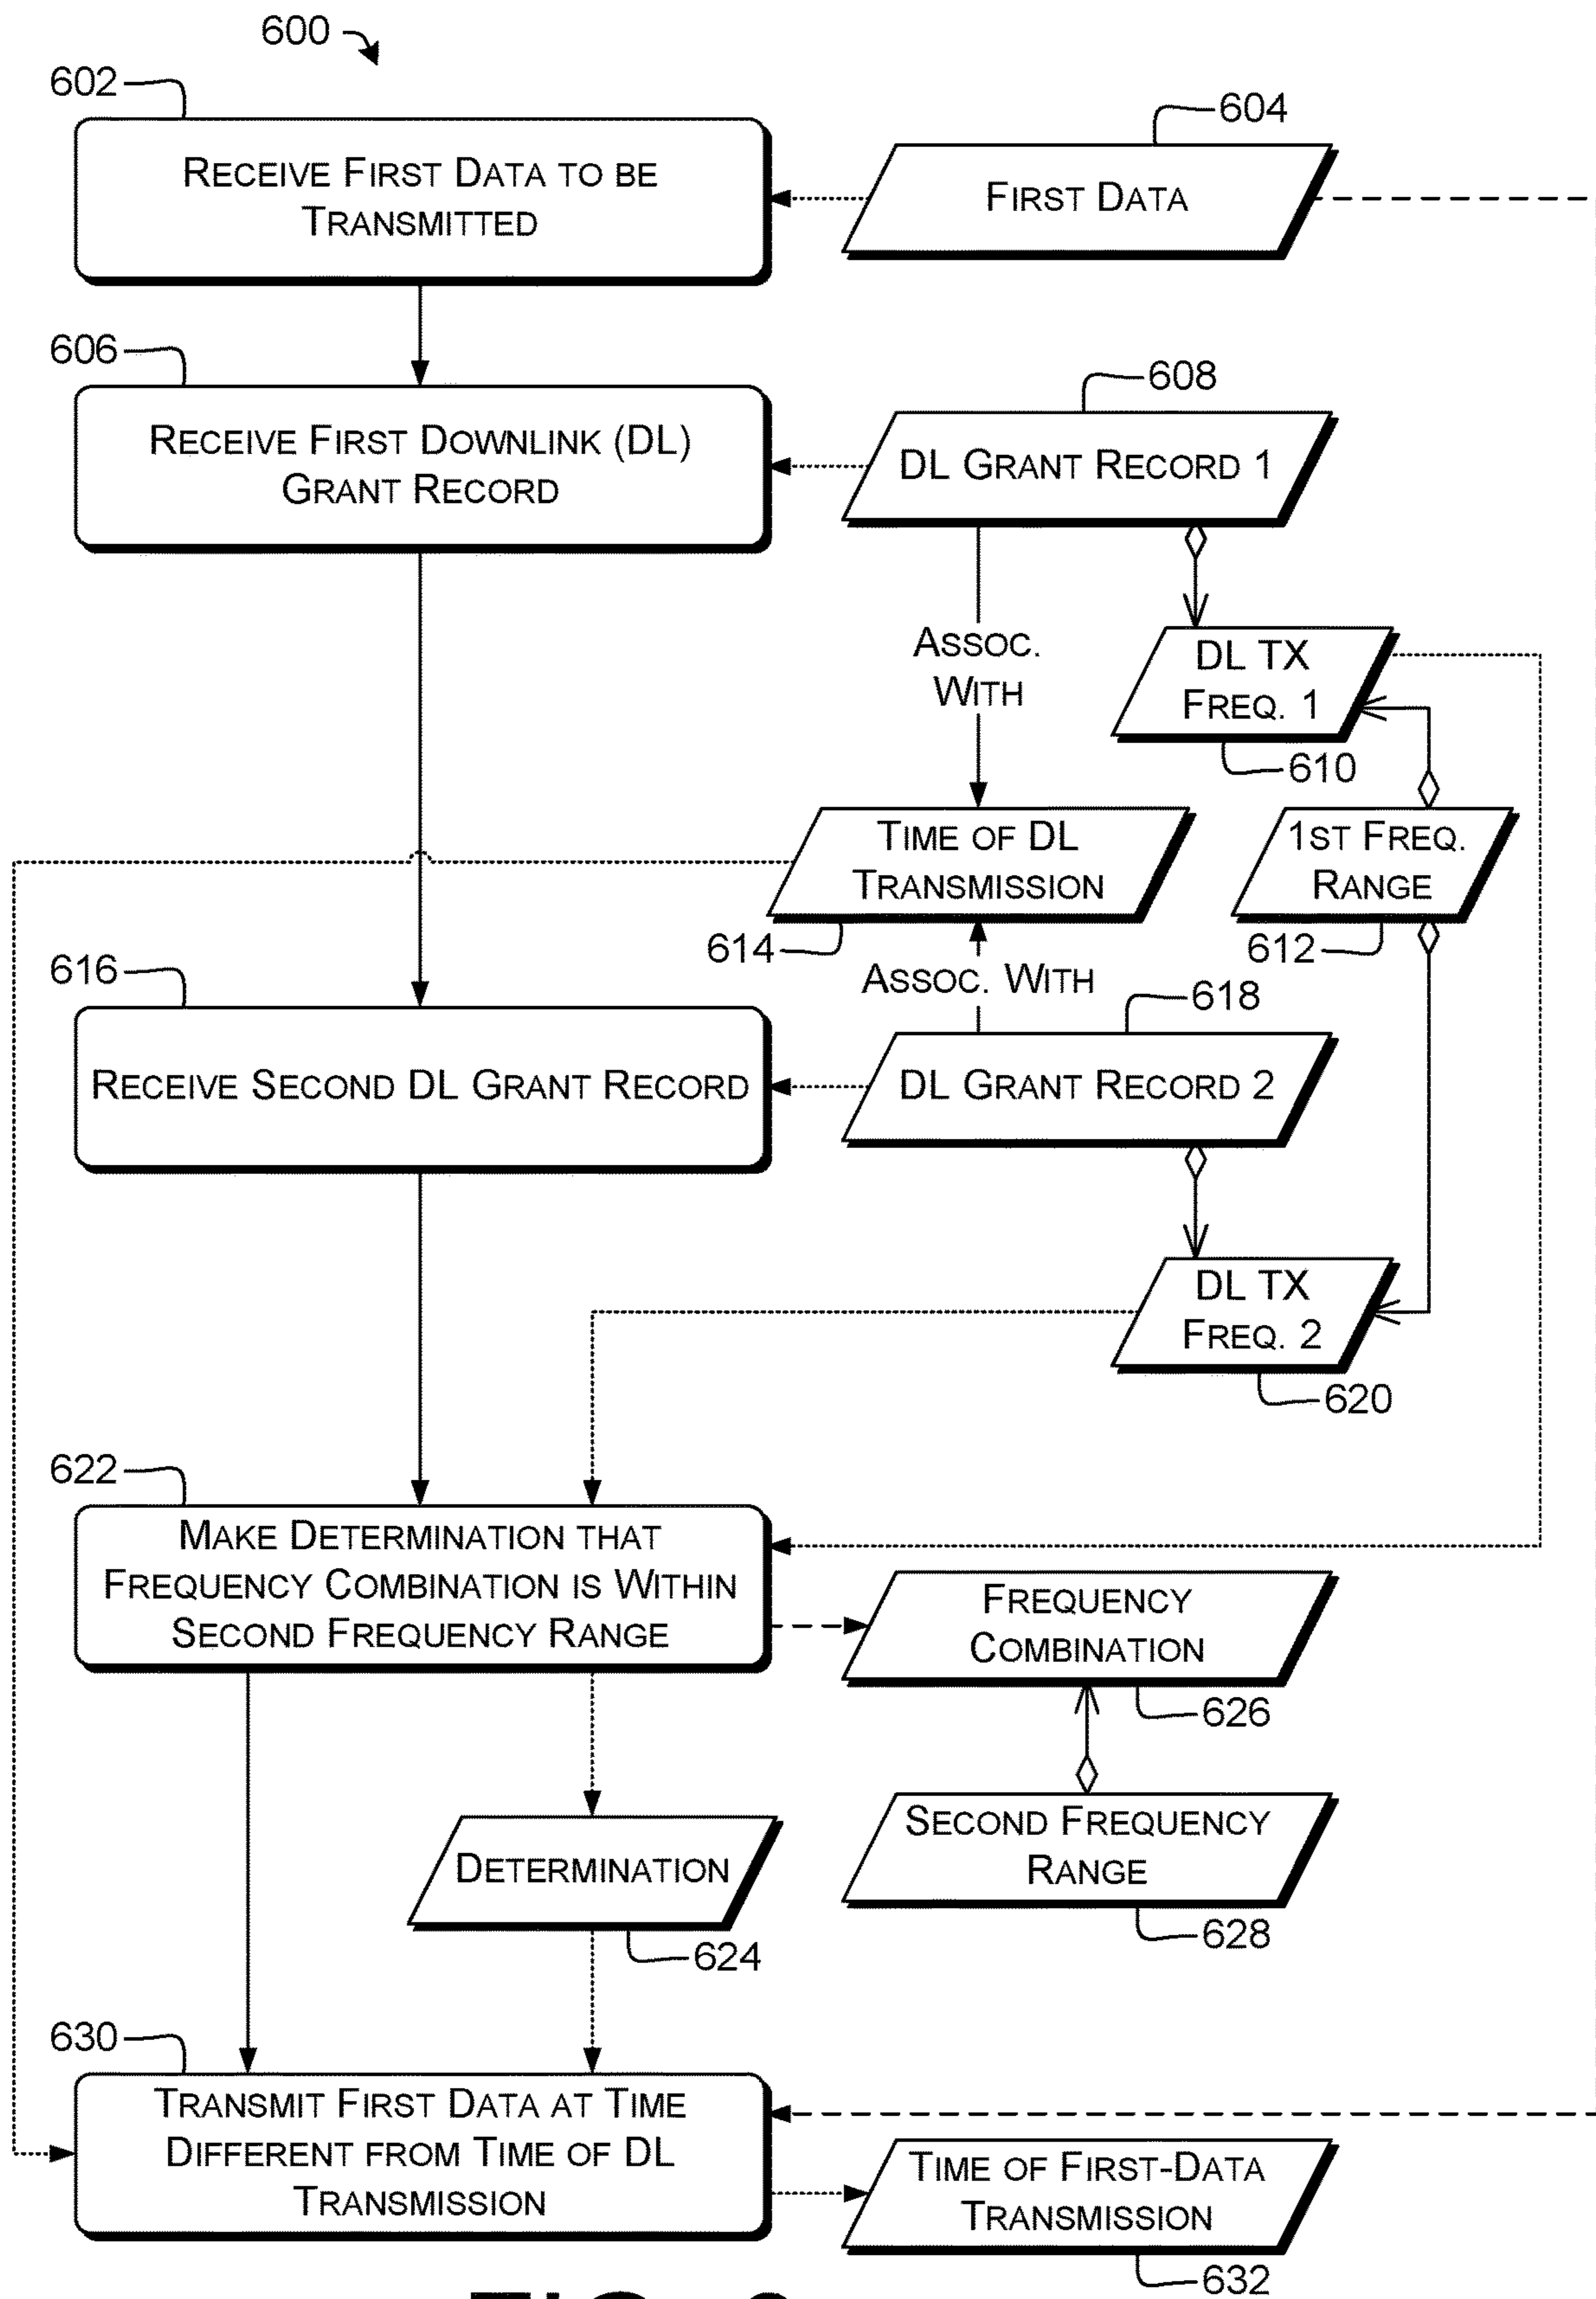 600
602
RECEIVE FIRST DATA TO BE
TRANSMITTED
604
FIRST DATA
606
RECEIVE FIRST DOWNLINK (DL)
GRANT RECORD
608
DL GRANT RECORD 1
ASSOC.
WITH
DL TX
FREQ. 1
610
TIME OF DL
TRANSMISSION
614
1ST FREQ.
RANGE
612
ASSOC. WITH
616
RECEIVE SECOND DL GRANT RECORD
618
DL GRANT RECORD 2
DL TX
FREQ. 2
620
622
MAKE DETERMINATION THAT
FREQUENCY COMBINATION IS WITHIN
SECOND FREQUENCY RANGE
FREQUENCY
COMBINATION
626
SECOND FREQUENCY
RANGE
628
DETERMINATION
624
630
TRANSMIT FIRST DATA AT TIME
DIFFERENT FROM TIME OF DL
TRANSMISSION
TIME OF FIRST-DATA
TRANSMISSION
632